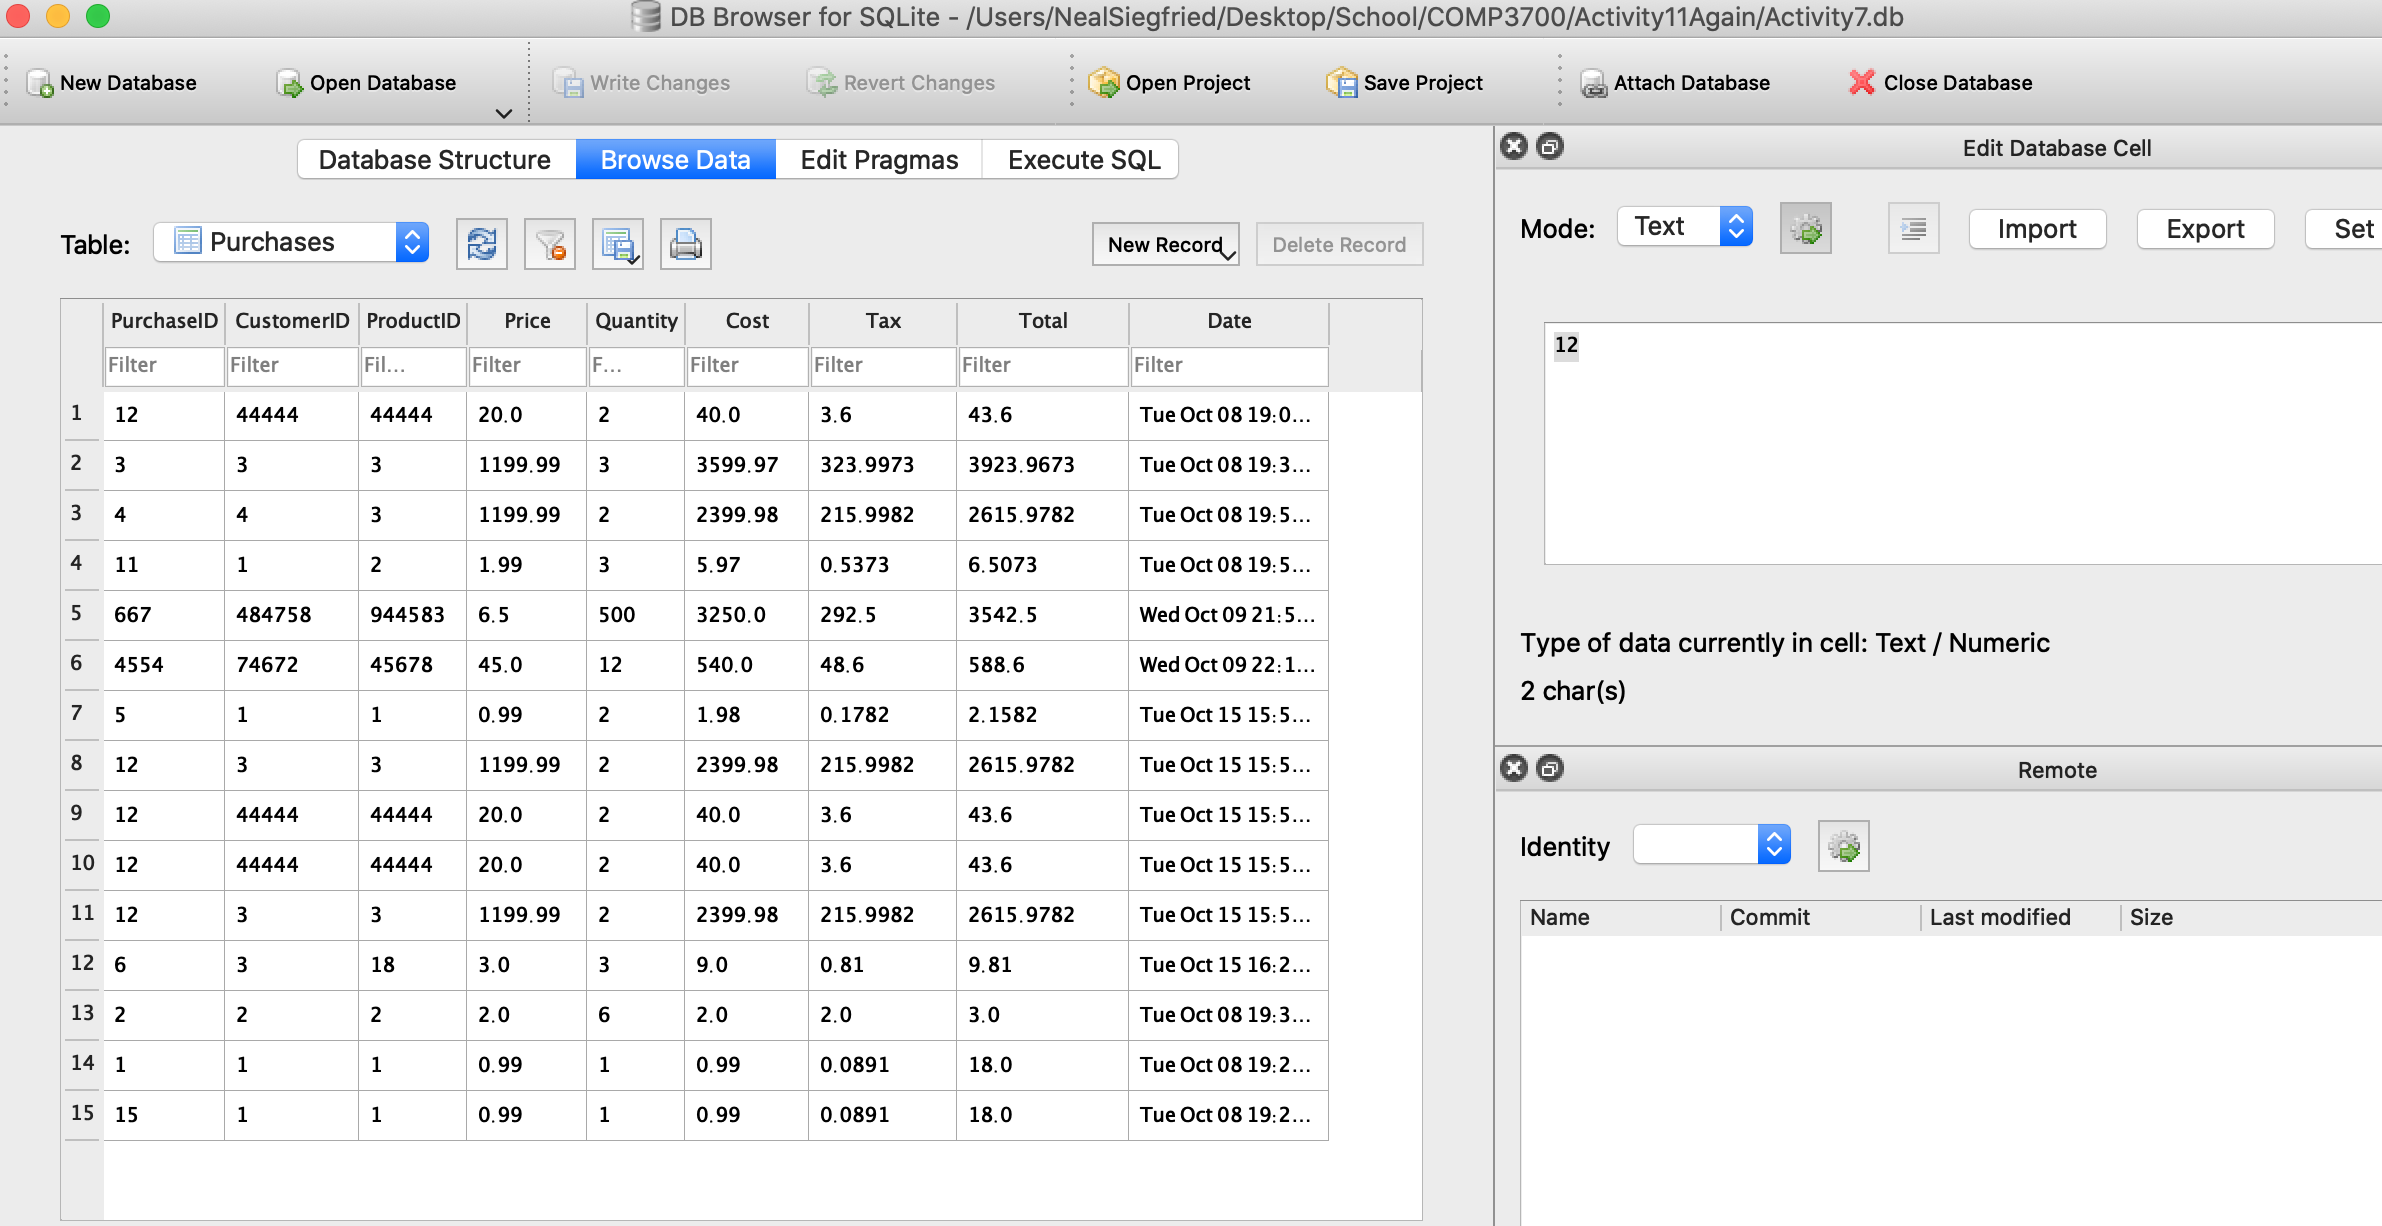 DB Browser for SQLite - /Users/NealSiegfried/Desktop/School/COMP3700/Activity11Again/Activity7.db
New Database Open Database Write Changes Revert Changes Open Project Save Project Attach Database Close Database
Database Structure Browse Data Edit Pragmas Execute SQL
Table: Purchases New Record Delete Record
PurchaseID CustomerID ProductID Price Quantity Cost Tax Total Date
Filter Filter Fil... Filter F... Filter Filter Filter Filter
1 12 44444 44444 20.0 2 40.0 3.6 43.6 Tue Oct 08 19:0...
2 3 3 3 1199.99 3 3599.97 323.9973 3923.9673 Tue Oct 08 19:3...
3 4 4 3 1199.99 2 2399.98 215.9982 2615.9782 Tue Oct 08 19:5...
4 11 1 2 1.99 3 5.97 0.5373 6.5073 Tue Oct 08 19:5...
5 667 484758 944583 6.5 500 3250.0 292.5 3542.5 Wed Oct 09 21:5...
6 4554 74672 45678 45.0 12 540.0 48.6 588.6 Wed Oct 09 22:1...
7 5 1 1 0.99 2 1.98 0.1782 2.1582 Tue Oct 15 15:5...
8 12 3 3 1199.99 2 2399.98 215.9982 2615.9782 Tue Oct 15 15:5...
9 12 44444 44444 20.0 2 40.0 3.6 43.6 Tue Oct 15 15:5...
10 12 44444 44444 20.0 2 40.0 3.6 43.6 Tue Oct 15 15:5...
11 12 3 3 1199.99 2 2399.98 215.9982 2615.9782 Tue Oct 15 15:5...
12 6 3 18 3.0 3 9.0 0.81 9.81 Tue Oct 15 16:2...
13 2 2 2 2.0 6 2.0 2.0 3.0 Tue Oct 08 19:3...
14 1 1 1 0.99 1 0.99 0.0891 18.0 Tue Oct 08 19:2...
15 15 1 1 0.99 1 0.99 0.0891 18.0 Tue Oct 08 19:2...
Edit Database Cell
Mode: Text Import Export Set
12
Type of data currently in cell: Text / Numeric
2 char(s)
Remote
Identity
Name Commit Last modified Size